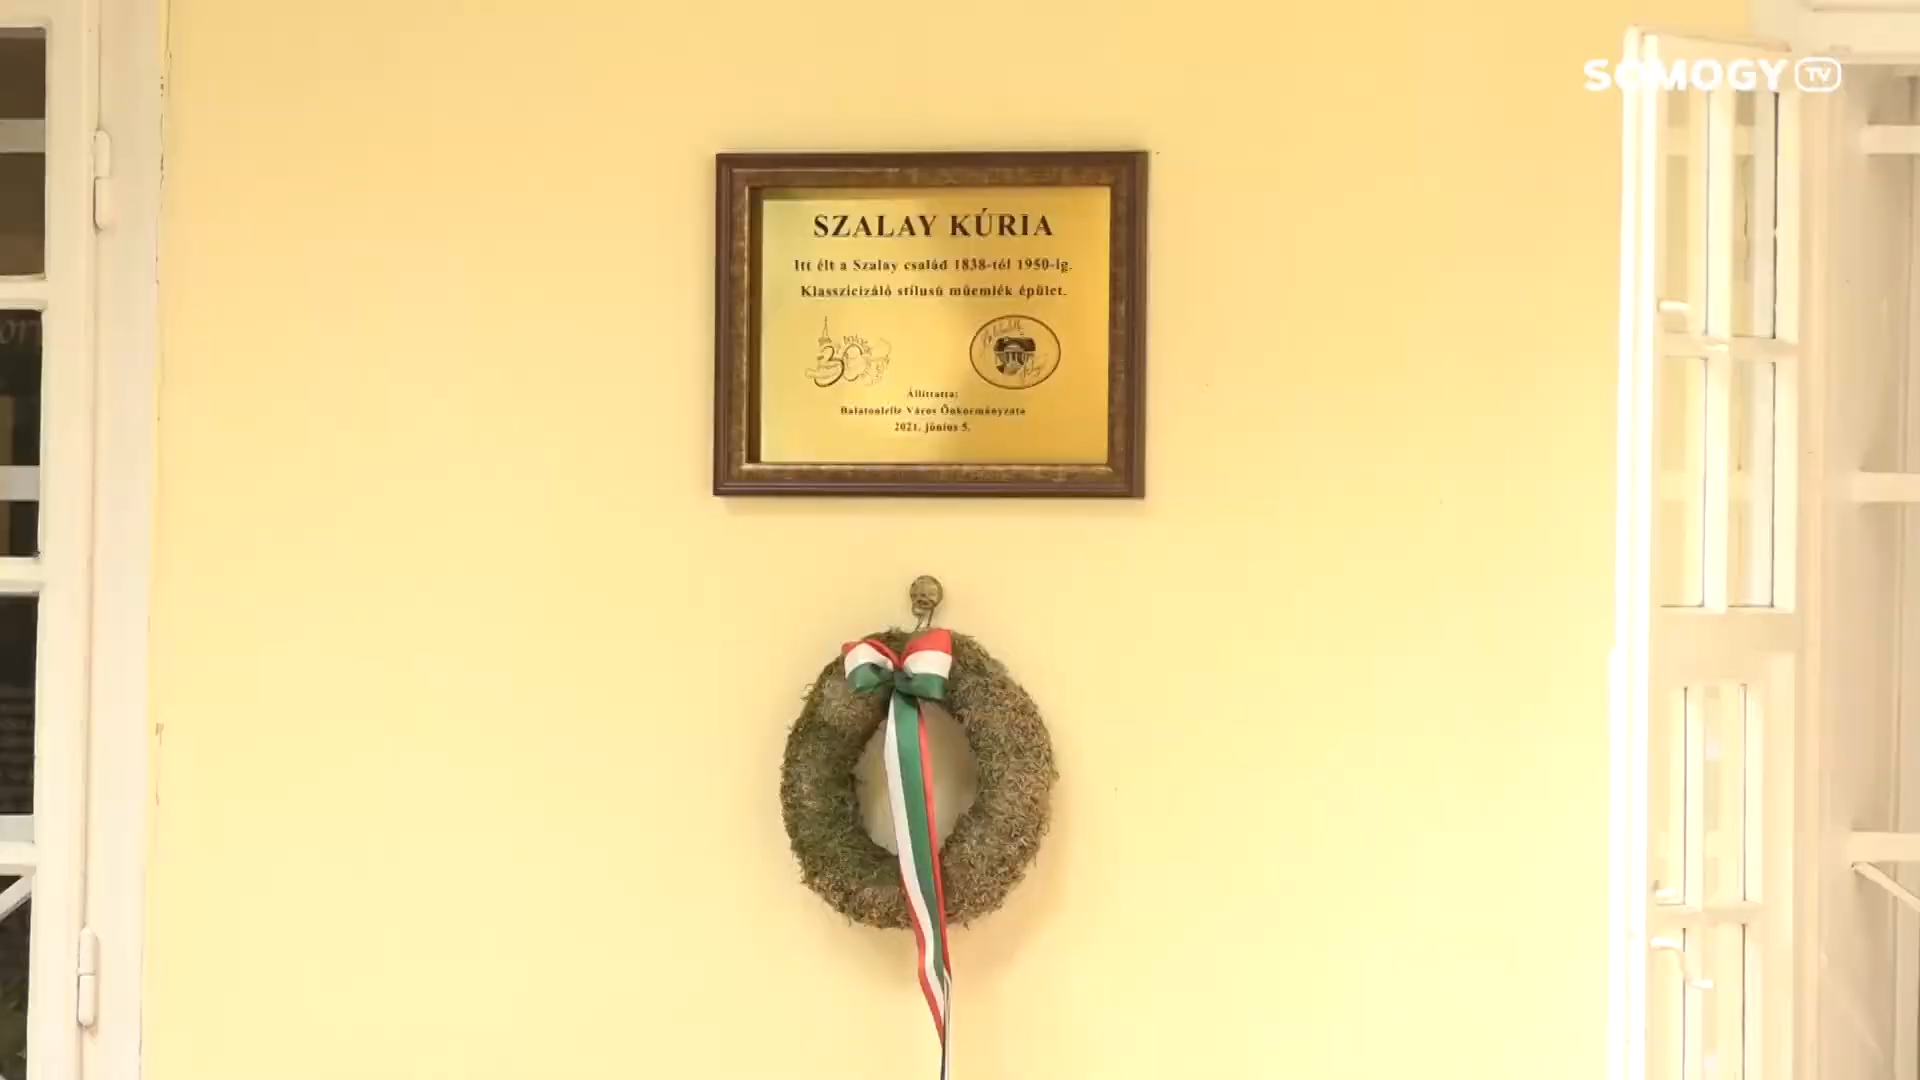 SOMOGY TV
SZALAY KÚRIA
Itt élt a Szalay család 1838-tól 1950-ig.
Klasszicizáló stílusú műemlék épület.
30
Állíttatta:
Balatonlelle Város Önkormányzata
2021. június 5.